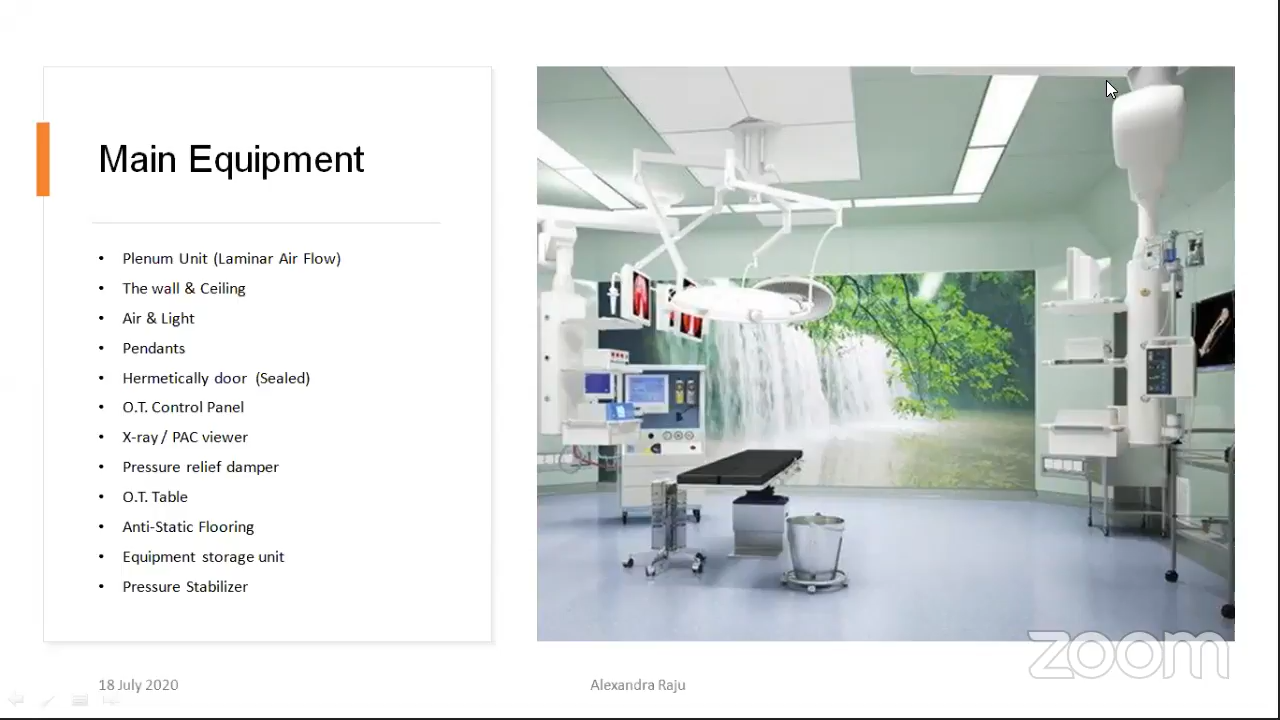 Main Equipment
• Plenum Unit (Laminar Air Flow)
• The wall & Ceiling
• Air & Light
• Pendants
• Hermetically door (Sealed)
• O.T. Control Panel
• X-ray / PAC viewer
• Pressure relief damper
• O.T. Table
• Anti-Static Flooring
• Equipment storage unit
• Pressure Stabilizer
18 July 2020
Alexandra Raju
zoom